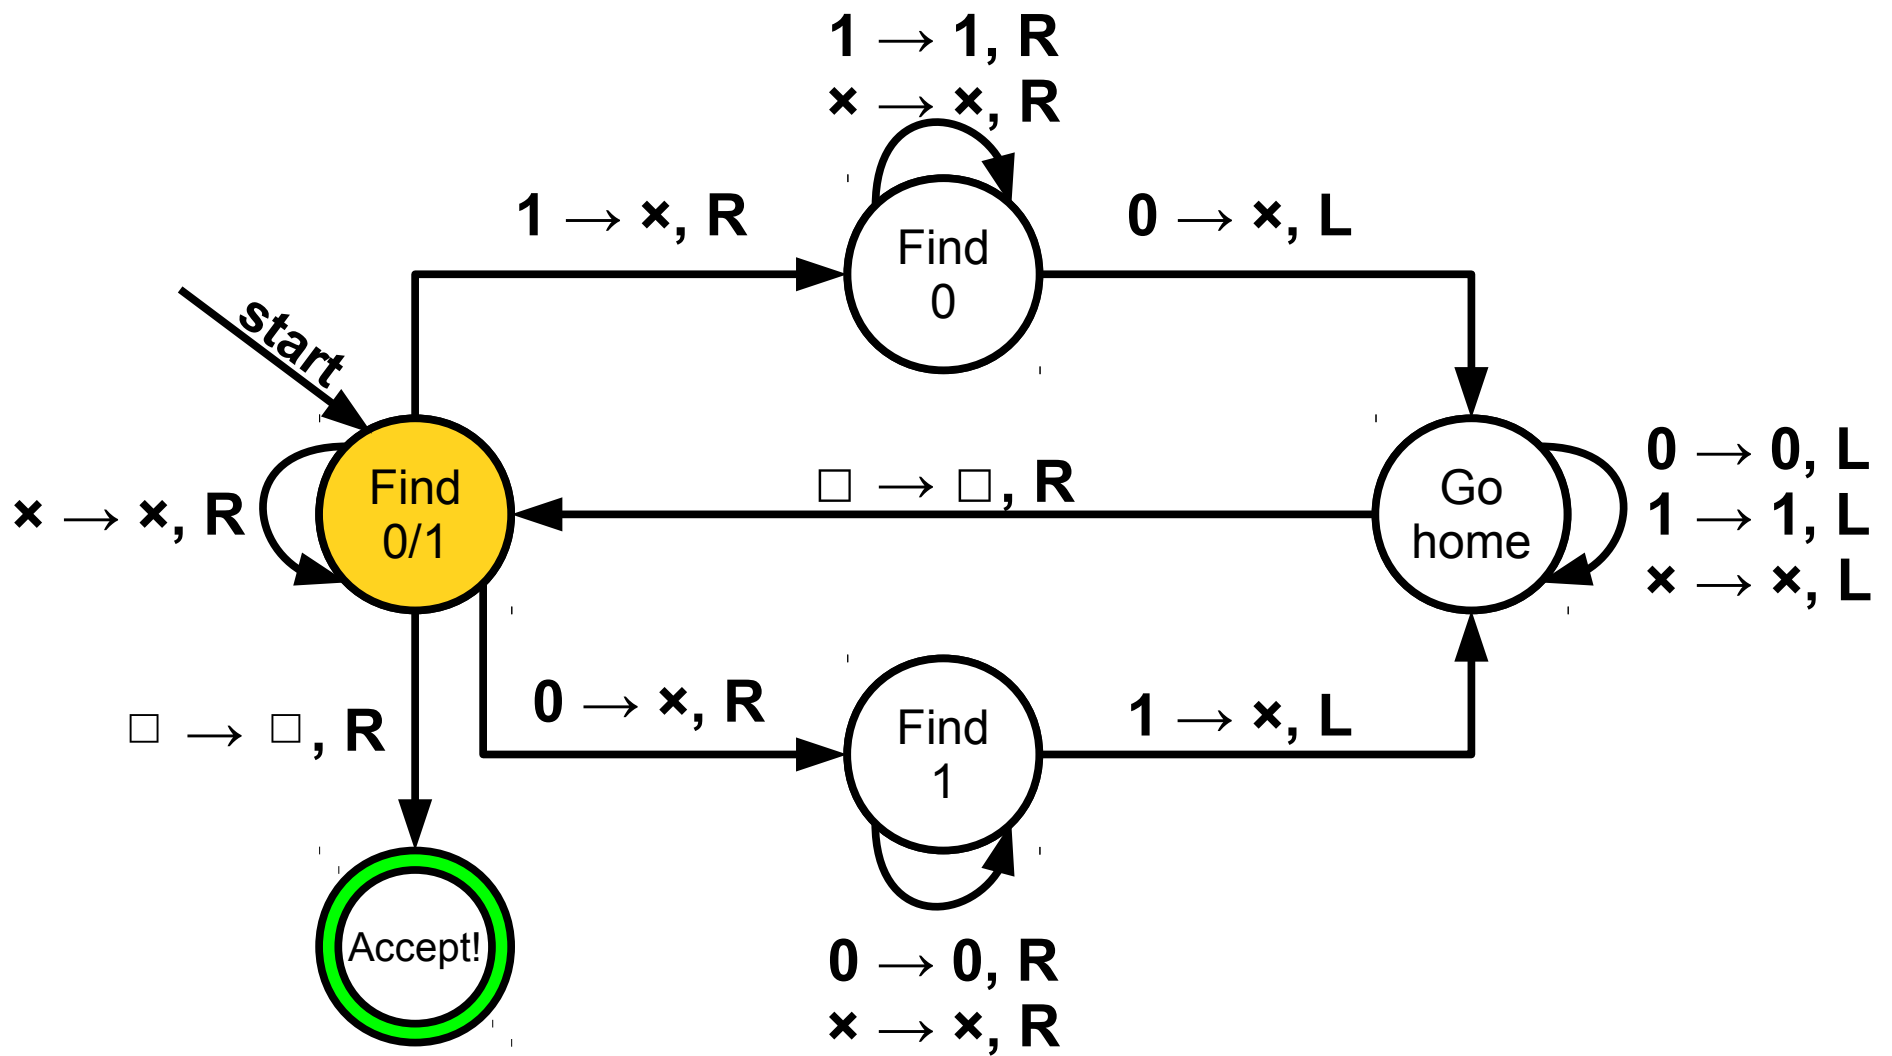 1 → 1, R
× → ×, R
1 → ×, R
0 → ×, L
Find
0
start
Find
0/1
× → ×, R
□ → □, R
Go
home
0 → 0, L
1 → 1, L
× → ×, L
□ → □, R
0 → ×, R
Find
1
1 → ×, L
Accept!
0 → 0, R
× → ×, R